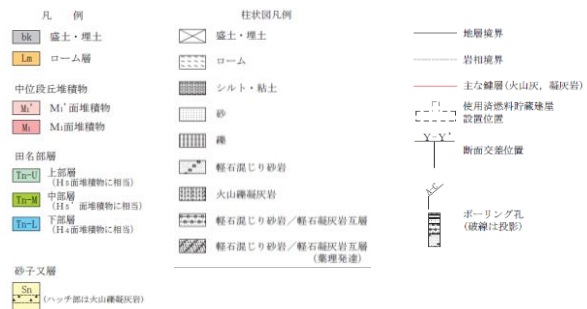 凡 例
bk 盛土・埋土
Lm ローム層
中位段丘堆積物
M₁' M₁'面堆積物
M₁ M₁面堆積物
田名部層
Tn-U 上部層
(H₅面堆積物に相当)
Tn-M 中部層
(H₅'面堆積物に相当)
Tn-L 下部層
(H₄面堆積物に相当)
砂子又層
Sn (ハッチ部は火山礫凝灰岩)
柱状図凡例
盛土・埋土
ローム
シルト・粘土
砂
礫
軽石混じり砂岩
火山礫凝灰岩
軽石混じり砂岩/軽石凝灰岩互層
軽石混じり砂岩/軽石凝灰岩互層
(葉理発達)
地層境界
岩相境界
主な鍵層(火山灰，凝灰岩)
使用済燃料貯蔵建屋
設置位置
Y-Y'
断面交差位置
A-C
ボーリング孔
(破線は投影)